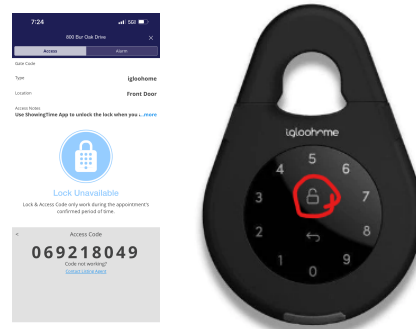 7:24
5GE
800 Bar Oak Drive
×
Access
Alarm
Gate Code
Type
igloohome
Location
Front Door
Access Notes
Use ShowingTime App to unlock the lock when you ...more
Lock Unavailable
Lock & Access Code only work during the appointment's
confirmed period of time.
×
Access Code
069218049
Code not working?
Contact Listing Agent
igloohome
5
4
6
3
7
2
8
1
9
0